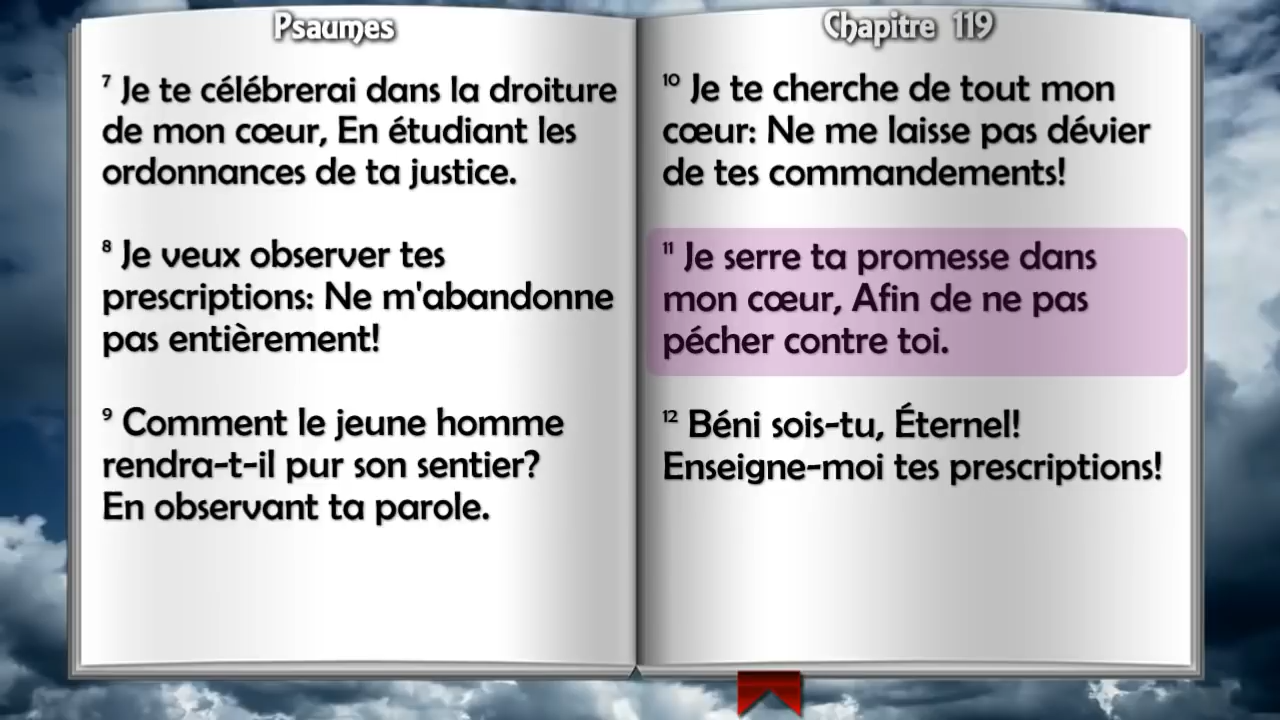 Psaumes
⁷ Je te célébrerai dans la droiture
de mon cœur, En étudiant les
ordonnances de ta justice.
⁸ Je veux observer tes
prescriptions: Ne m'abandonne
pas entièrement!
⁹ Comment le jeune homme
rendra-t-il pur son sentier?
En observant ta parole.
Chapitre 119
¹⁰ Je te cherche de tout mon
cœur: Ne me laisse pas dévier
de tes commandements!
¹¹ Je serre ta promesse dans
mon cœur, Afin de ne pas
pécher contre toi.
¹² Béni sois-tu, Éternel!
Enseigne-moi tes prescriptions!